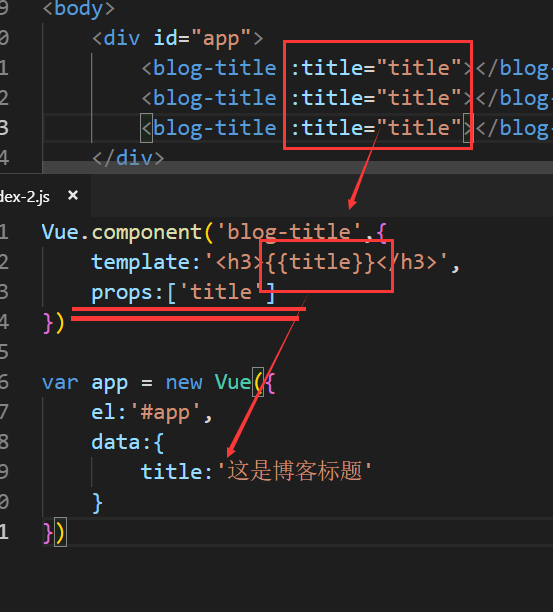 9 <body>
0 <div id="app">
1 <blog-title :title="title"></blog-
2 <blog-title :title="title"></blog-
3 <blog-title :title="title"></blog-
4 </div>
dex-2.js ×
1 Vue.component('blog-title',{
2 template:'<h3>{{title}}</h3>',
3 props:['title']
4 })
5
6 var app = new Vue({
7 el:'#app',
8 data:{
9 title:'这是博客标题'
0 }
1 })